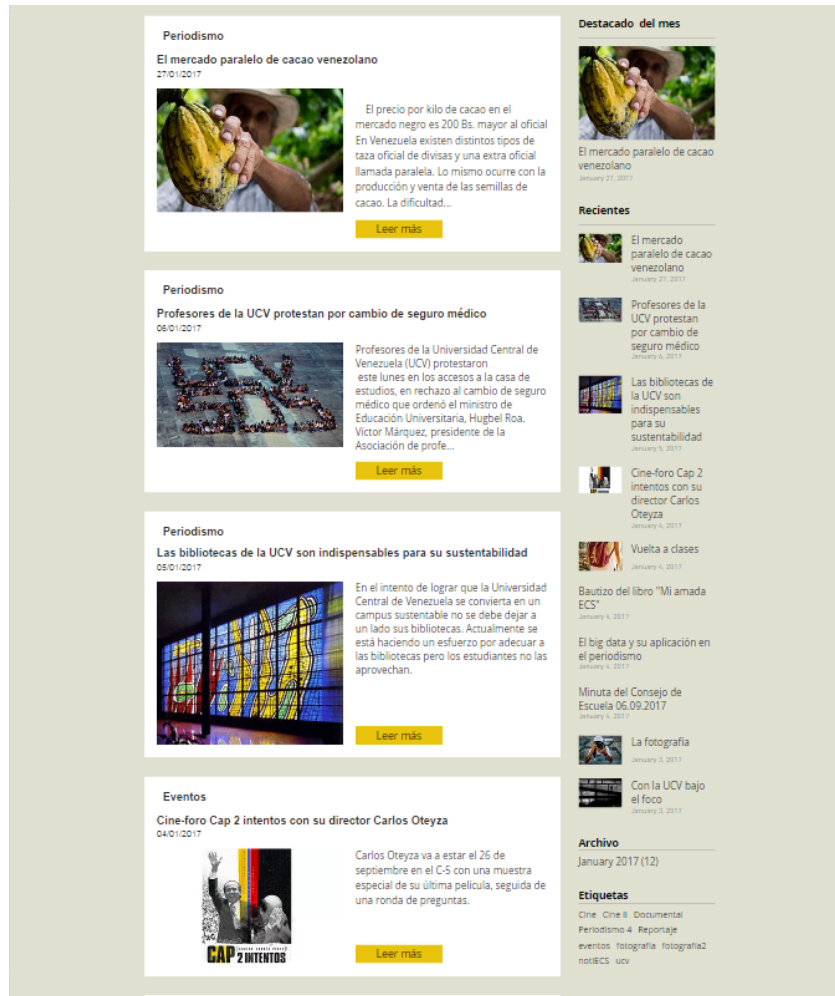 Periodismo
El mercado paralelo de cacao venezolano
27/01/2017
El precio por kilo de cacao en el
mercado negro es 200 Bs. mayor al oficial
En Venezuela existen distintos tipos de
taza oficial de divisas y una extra oficial
llamada paralela. Lo mismo ocurre con la
producción y venta de las semillas de
cacao. La dificultad...
Leer más
Periodismo
Profesores de la UCV protestan por cambio de seguro médico
06/01/2017
Profesores de la Universidad Central de
Venezuela (UCV) protestaron
este lunes en los accesos a la casa de
estudios, en rechazo al cambio de seguro
médico que ordenó el ministro de
Educación Universitaria, Hugbel Roa.
Víctor Márquez, presidente de la
Asociación de profe...
Leer más
Periodismo
Las bibliotecas de la UCV son indispensables para su sustentabilidad
05/01/2017
En el intento de lograr que la Universidad
Central de Venezuela se convierta en un
campus sustentable no se debe dejar a
un lado sus bibliotecas. Actualmente se
está haciendo un esfuerzo por adecuar a
las bibliotecas pero los estudiantes no las
aprovechan.
Leer más
Eventos
Cine-foro Cap 2 intentos con su director Carlos Oteyza
04/01/2017
CAP 2 INTENTOS
Carlos Oteyza va a estar el 26 de
septiembre en el C-5 con una muestra
especial de su última película, seguida de
una ronda de preguntas.
Leer más
Destacado del mes
El mercado paralelo de cacao
venezolano
January 27, 2017
Recientes
El mercado
paralelo de cacao
venezolano
January 27, 2017
Profesores de la
UCV protestan
por cambio de
seguro médico
January 6, 2017
Las bibliotecas de
la UCV son
indispensables
para su
sustentabilidad
January 5, 2017
Cine-foro Cap 2
intentos con su
director Carlos
Oteyza
January 4, 2017
Vuelta a clases
January 4, 2017
Bautizo del libro "Mi amada
ECS"
January 4, 2017
El big data y su aplicación en
el periodismo
January 4, 2017
Minuta del Consejo de
Escuela 06.09.2017
January 4, 2017
La fotografía
January 3, 2017
Con la UCV bajo
el foco
January 3, 2017
Archivo
January 2017 (12)
Etiquetas
Cine Cine II Documental
Periodismo 4 Reportaje
eventos fotografía fotografía2
notiECS ucv